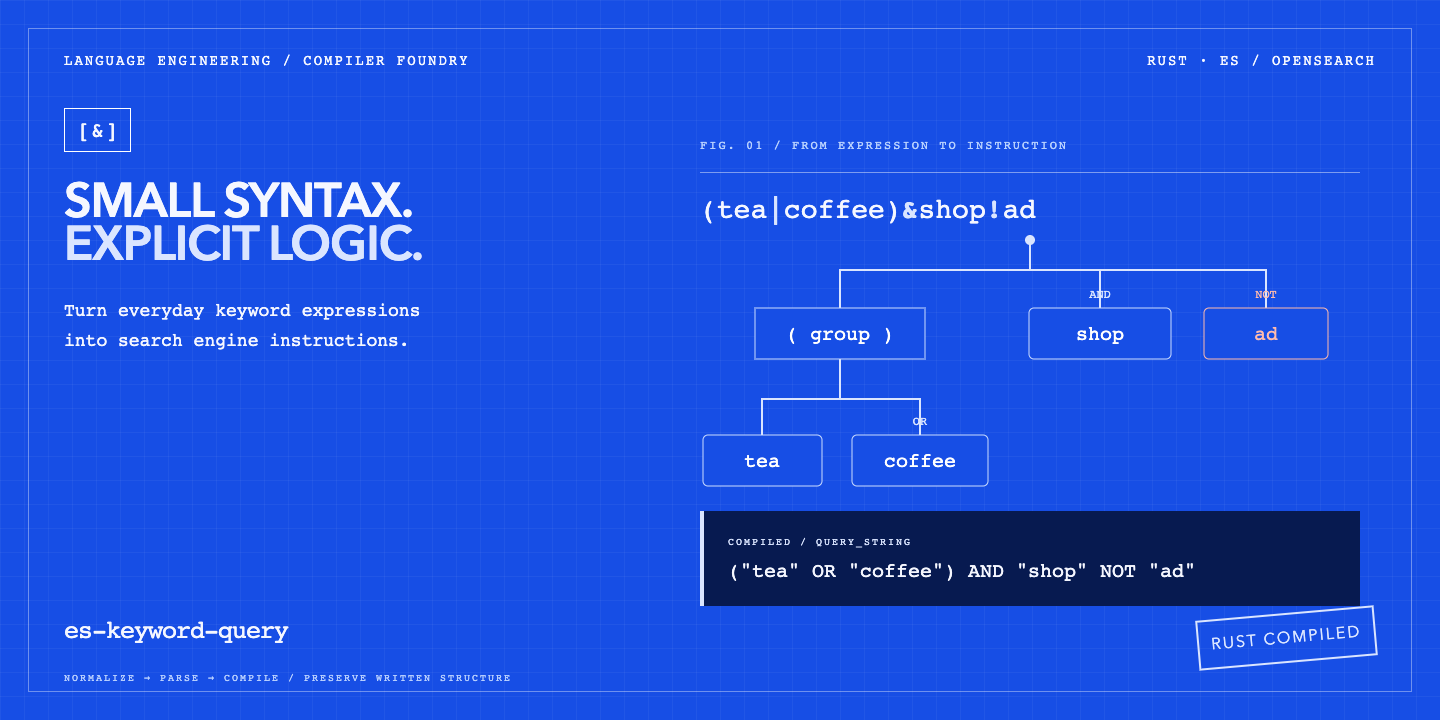 LANGUAGE ENGINEERING / COMPILER FOUNDRY
RUST · ES / OPENSEARCH
[&]
SMALL SYNTAX.
EXPLICIT LOGIC.
Turn everyday keyword expressions
into search engine instructions.
FIG. 01 / FROM EXPRESSION TO INSTRUCTION
(tea|coffee)&shop!ad
AND
NOT
( group )
shop
ad
OR
tea
coffee
COMPILED / QUERY_STRING
("tea" OR "coffee") AND "shop" NOT "ad"
RUST COMPILED
es-keyword-query
NORMALIZE → PARSE → COMPILE / PRESERVE WRITTEN STRUCTURE